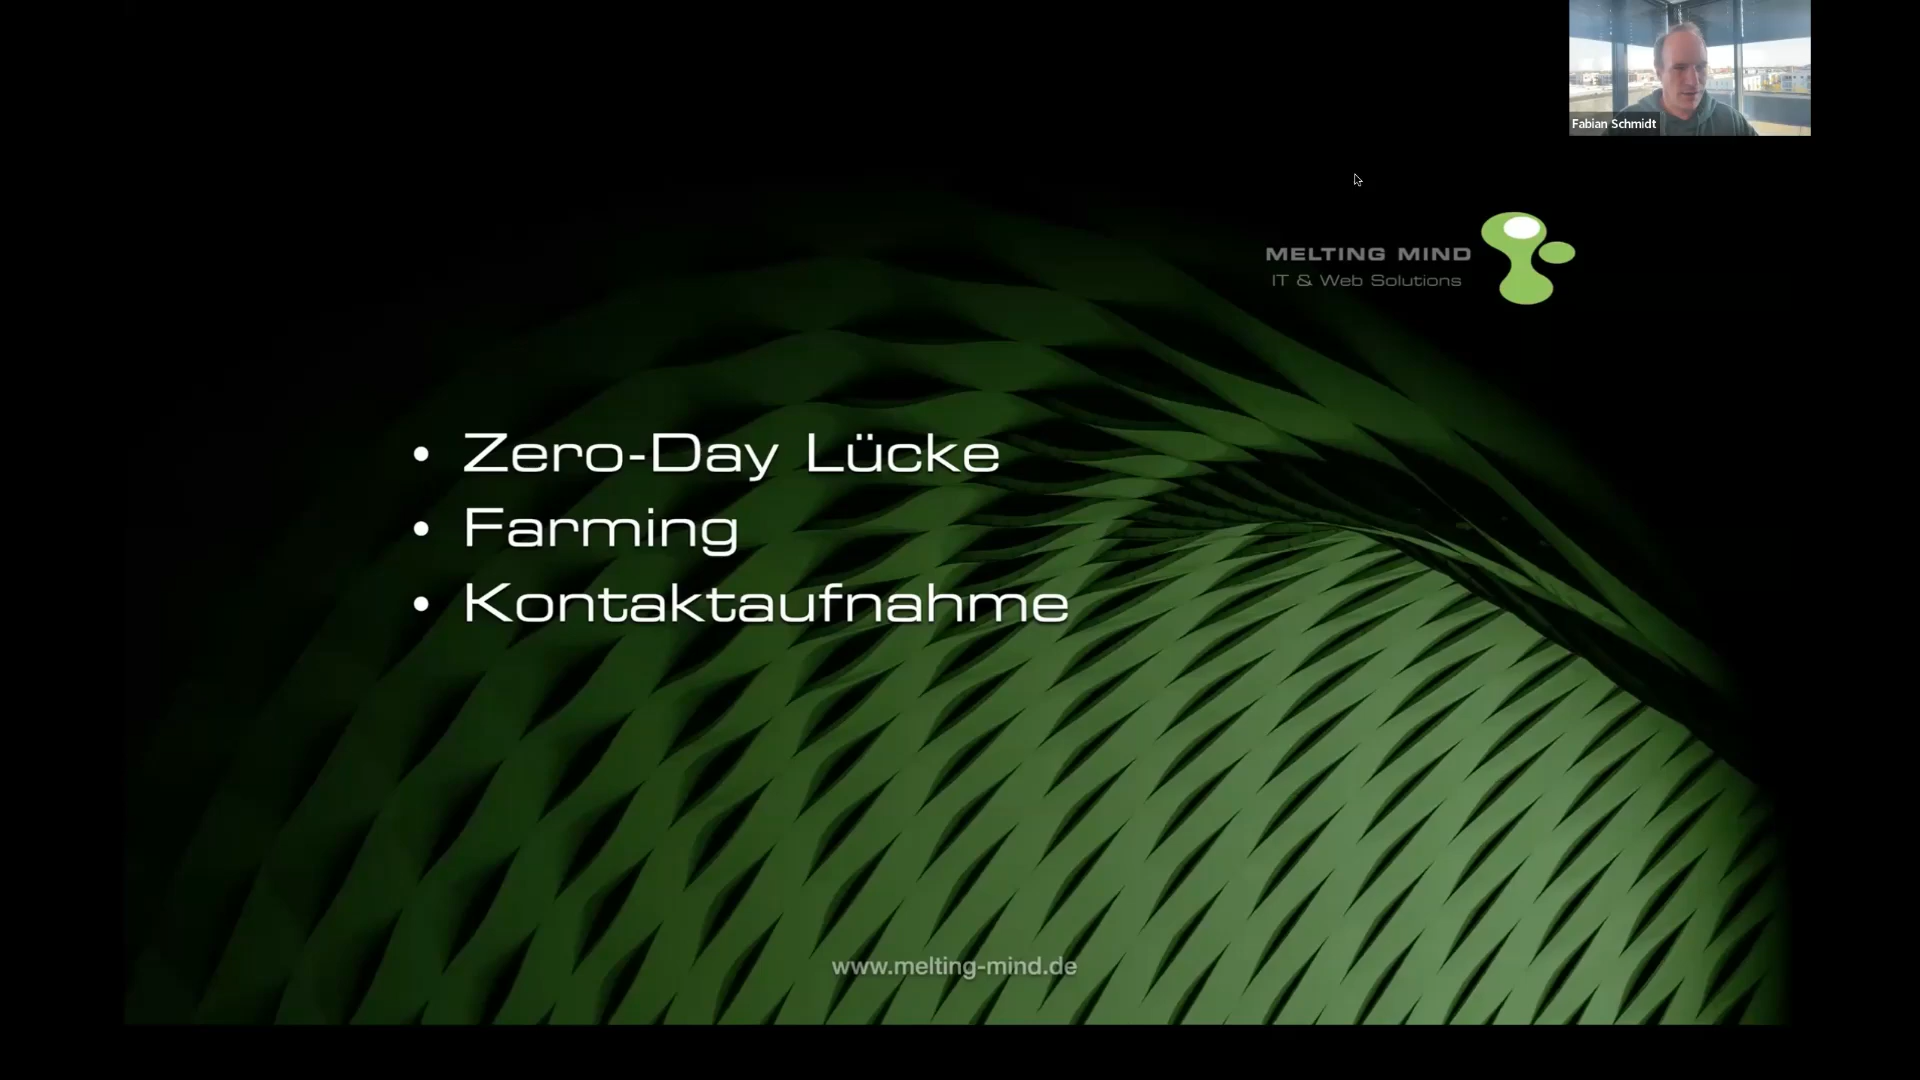 Fabian Schmidt
MELTING MIND
IT & Web Solutions
• Zero-Day Lücke
• Farming
• Kontaktaufnahme
www.melting-mind.de